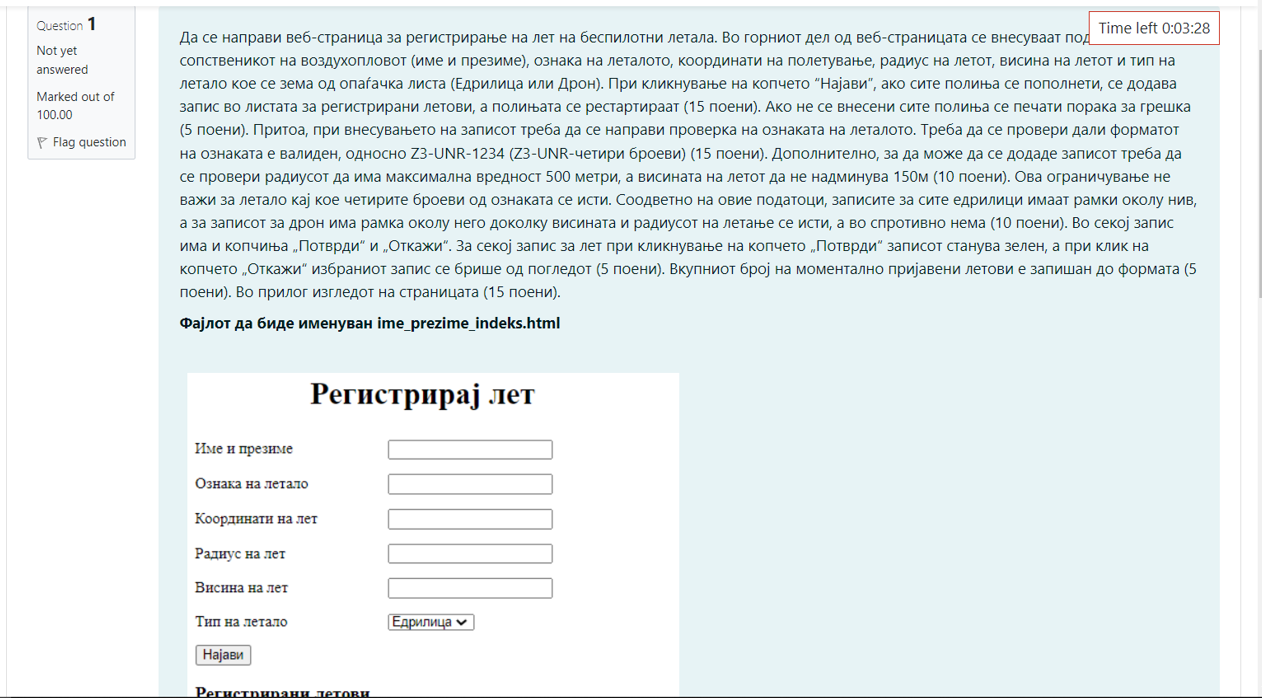 Question 1
Not yet
answered
Marked out of
100.00
Flag question
Time left 0:03:28
Да се направи веб-страница за регистрирање на лет на беспилотни летала. Во горниот дел од веб-страницата се внесуваат
сопственикот на воздухопловот (име и презиме), ознака на леталото, координати на полетување, радиус на летот, висина на летот и тип на
летало кое се зема од опаѓачка листа (Едрилица или Дрон). При кликнување на копчето “Најави”, ако сите полиња се пополнети, се додава
запис во листата за регистрирани летови, а полињата се рестартираат (15 поени). Ако не се внесени сите полиња се печати порака за грешка
(5 поени). Притоа, при внесувањето на записот треба да се направи проверка на ознаката на леталото. Треба да се провери дали форматот
на ознаката е валиден, односно Z3-UNR-1234 (Z3-UNR-четири броеви) (15 поени). Дополнително, за да може да се додаде записот треба да
се провери радиусот да има максимална вредност 500 метри, а висината на летот да не надминува 150м (10 поени). Ова ограничување не
важи за летало кај кое четирите броеви од ознаката се исти. Соодветно на овие податоци, записите за сите едрилици имаат рамки околу нив,
а за записот за дрон има рамка околу него доколку висината и радиусот на летање се исти, а во спротивно нема (10 поени). Во секој запис
има и копчиња „Потврди“ и „Откажи“. За секој запис за лет при кликнување на копчето „Потврди“ записот станува зелен, а при клик на
копчето „Откажи“ избраниот запис се брише од погледот (5 поени). Вкупниот број на моментално пријавени летови е запишан до формата (5
поени). Во прилог изгледот на страницата (15 поени).
Фајлот да биде именуван ime_prezime_indeks.html
Регистрирај лет
Име и презиме
Ознака на летало
Координати на лет
Радиус на лет
Висина на лет
Тип на летало Едрилица
Најави
Регистрирани летови